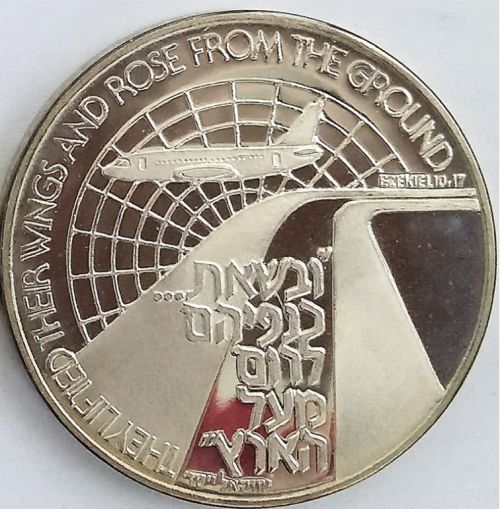 THEY LIFTED THEIR WINGS AND ROSE FROM THE GROUND
EZEKIEL 10,17
"ובשאת...
כנפיהם
לרום
מעל
הארץ"
יחזקאל